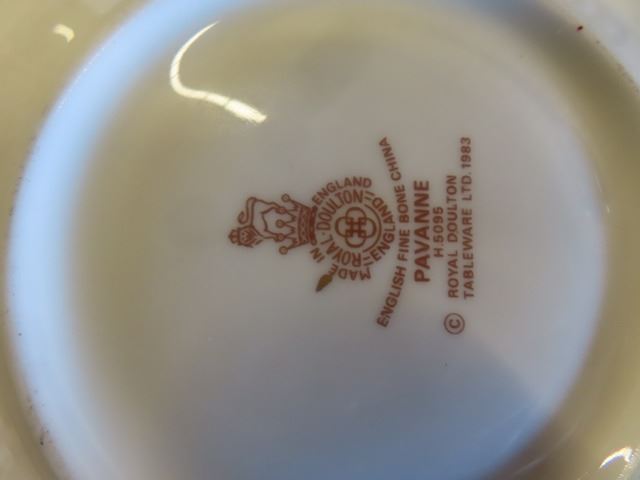 MADE IN ENGLAND
ROYAL DOULTON
ENGLAND
ENGLISH FINE BONE CHINA
PAVANNE
H.5095
© ROYAL DOULTON
TABLEWARE LTD. 1983